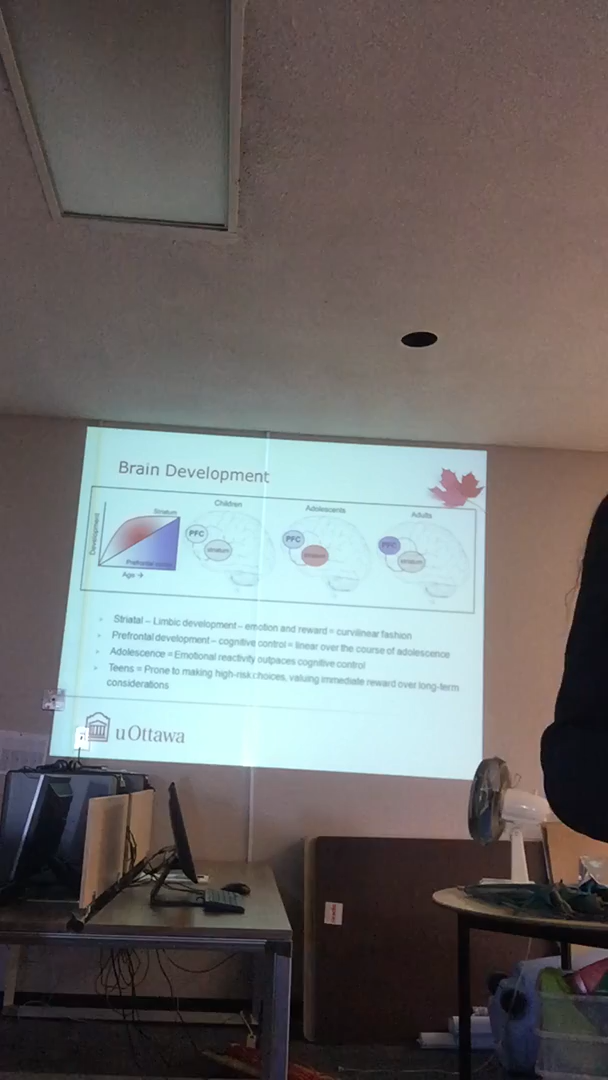 Brain Development
Children
Adolescents
Adults
Development
Striatum
Prefrontal
Age →
PFC
striatum
PFC
striatum
PFC
striatum
Striatal – Limbic development – emotion and reward = curvilinear fashion
Prefrontal development – cognitive control = linear over the course of adolescence
Adolescence = Emotional reactivity outpaces cognitive control
Teens = Prone to making high-risk choices, valuing immediate reward over long-term
considerations
uOttawa